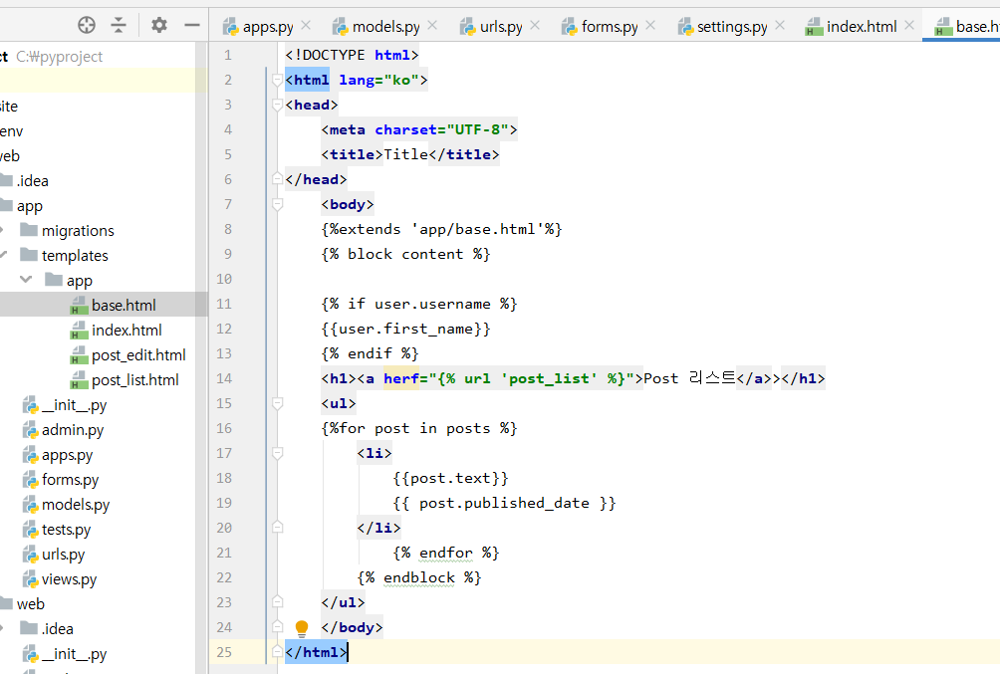 apps.py
models.py
urls.py
forms.py
settings.py
index.html
base.h
ct C:\pyproject
site
env
web
.idea
app
migrations
templates
app
base.html
index.html
post_edit.html
post_list.html
__init__.py
admin.py
apps.py
forms.py
models.py
tests.py
urls.py
views.py
web
.idea
__init__.py
1 <!DOCTYPE html>
2 <html lang="ko">
3 <head>
4 <meta charset="UTF-8">
5 <title>Title</title>
6 </head>
7 <body>
8 {%extends 'app/base.html'%}
9 {% block content %}
10
11 {% if user.username %}
12 {{user.first_name}}
13 {% endif %}
14 <h1><a herf="{% url 'post_list' %}">Post 리스트</a>></h1>
15 <ul>
16 {%for post in posts %}
17 <li>
18 {{post.text}}
19 {{ post.published_date }}
20 </li>
21 {% endfor %}
22 {% endblock %}
23 </ul>
24 </body>
25 </html>